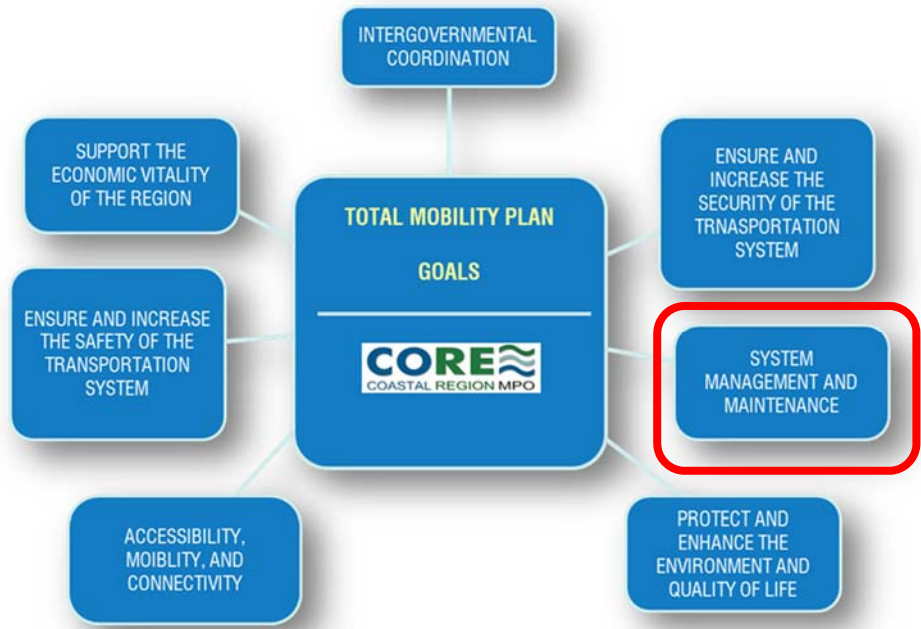 INTERGOVERNMENTAL
COORDINATION
SUPPORT THE
ECONOMIC VITALITY
OF THE REGION
ENSURE AND
INCREASE THE
SECURITY OF THE
TRNASPORTATION
SYSTEM
TOTAL MOBILITY PLAN
GOALS
CORE
COASTAL REGION MPO
ENSURE AND INCREASE
THE SAFETY OF THE
TRANSPORTATION
SYSTEM
SYSTEM
MANAGEMENT AND
MAINTENANCE
ACCESSIBILITY,
MOIBLITY, AND
CONNECTIVITY
PROTECT AND
ENHANCE THE
ENVIRONMENT AND
QUALITY OF LIFE